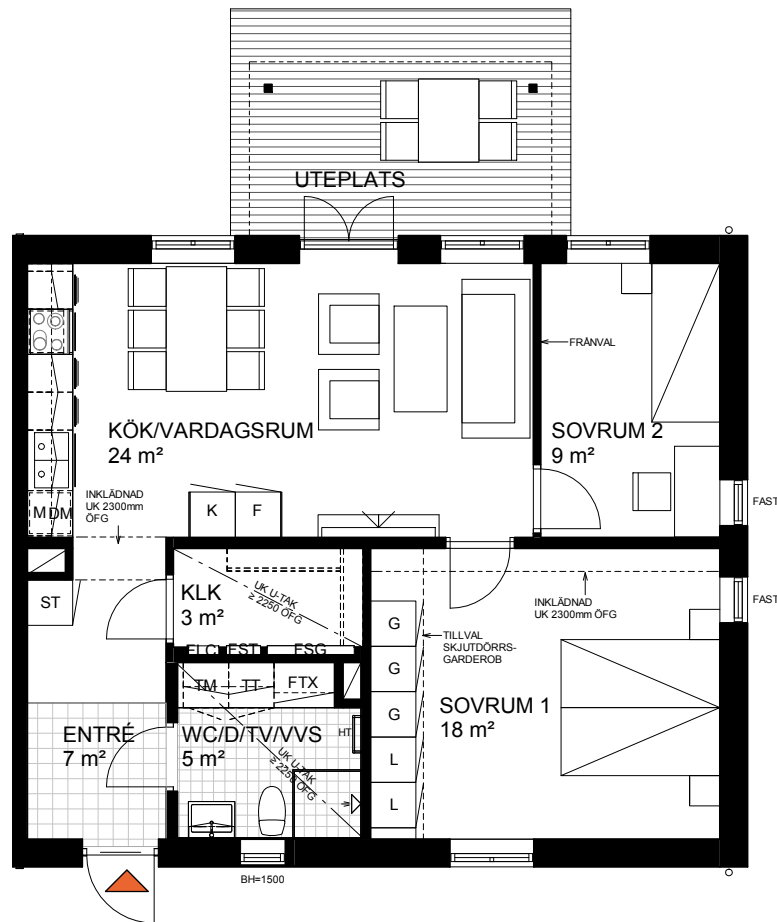 UTEPLATS
FRÅNVAL
KÖK/VARDAGSRUM
24 m²
SOVRUM 2
9 m²
M
DM
INKLÄDNAD
UK 2300mm
ÖFG
K
F
FAST
KLK
3 m²
UK U-TAK
≥ 2250 ÖFG
ST
ELC
EST
FSG
INKLÄDNAD
UK 2300mm ÖFG
FAST
G
G
G
L
L
TILLVAL
SKJUTDÖRRS-
GARDEROB
TM
TT
FTX
SOVRUM 1
18 m²
ENTRÉ
7 m²
WC/D/TV/VVS
5 m²
HT
UK U-TAK
≥ 2250 ÖFG
BH=1500